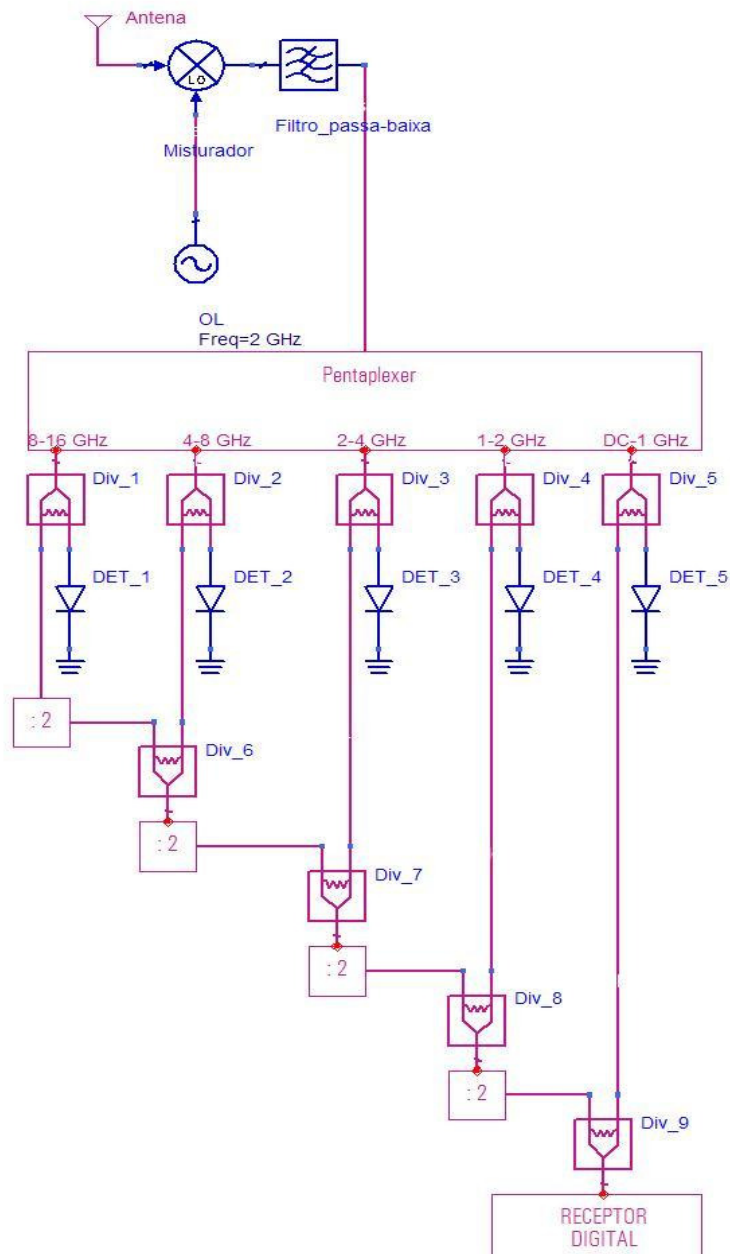 Antena
LO
Filtro_passa-baixa
Misturador
OL
Freq=2 GHz
Pentaplexer
8-16 GHz
4-8 GHz
2-4 GHz
1-2 GHz
DC-1 GHz
Div_1
Div_2
Div_3
Div_4
Div_5
DET_1
DET_2
DET_3
DET_4
DET_5
: 2
Div_6
: 2
Div_7
: 2
Div_8
: 2
Div_9
RECEPTOR
DIGITAL